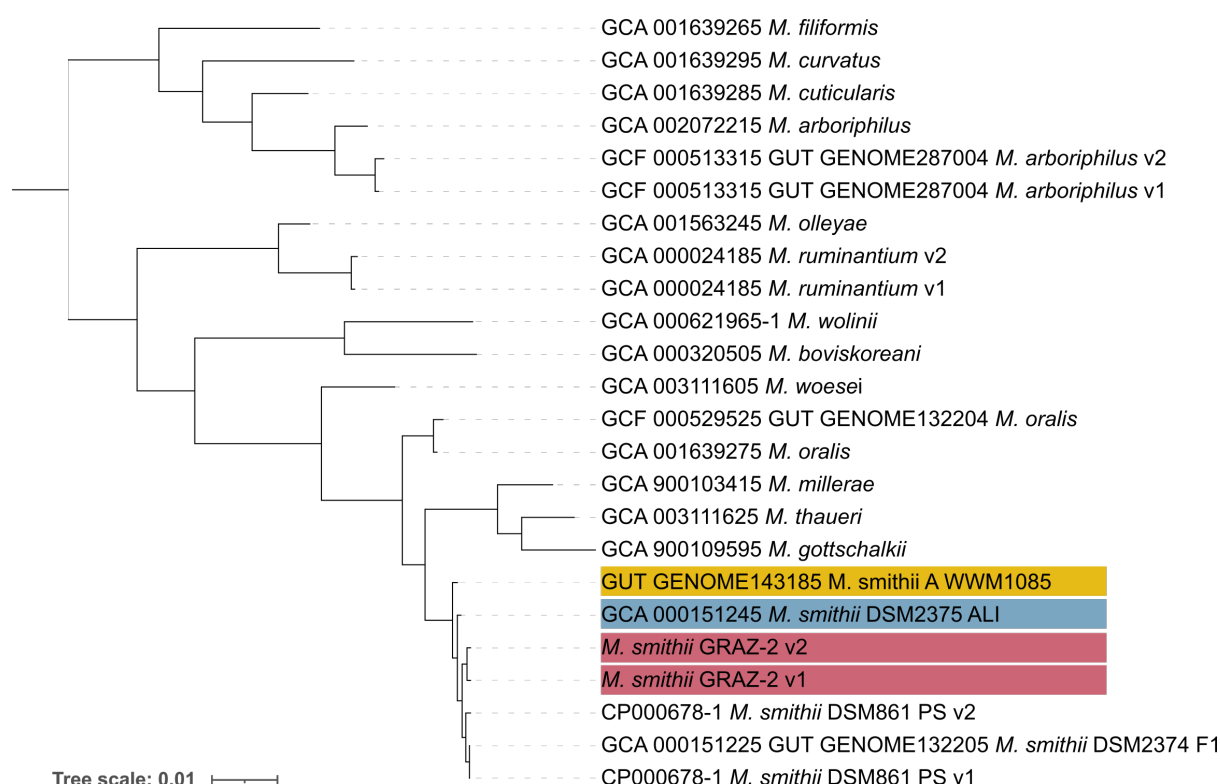 GCA 001639265 M. filiformis
GCA 001639295 M. curvatus
GCA 001639285 M. cuticularis
GCA 002072215 M. arboriphilus
GCF 000513315 GUT GENOME287004 M. arboriphilus v2
GCF 000513315 GUT GENOME287004 M. arboriphilus v1
GCA 001563245 M. olleyae
GCA 000024185 M. ruminantium v2
GCA 000024185 M. ruminantium v1
GCA 000621965-1 M. wolinii
GCA 000320505 M. boviskoreani
GCA 003111605 M. woesei
GCF 000529525 GUT GENOME132204 M. oralis
GCA 001639275 M. oralis
GCA 900103415 M. millerae
GCA 003111625 M. thaueri
GCA 900109595 M. gottschalkii
GUT GENOME143185 M. smithii A WWM1085
GCA 000151245 M. smithii DSM2375 ALI
M. smithii GRAZ-2 v2
M. smithii GRAZ-2 v1
CP000678-1 M. smithii DSM861 PS v2
GCA 000151225 GUT GENOME132205 M. smithii DSM2374 F1
CP000678-1 M. smithii DSM861 PS v1
Tree scale: 0.01